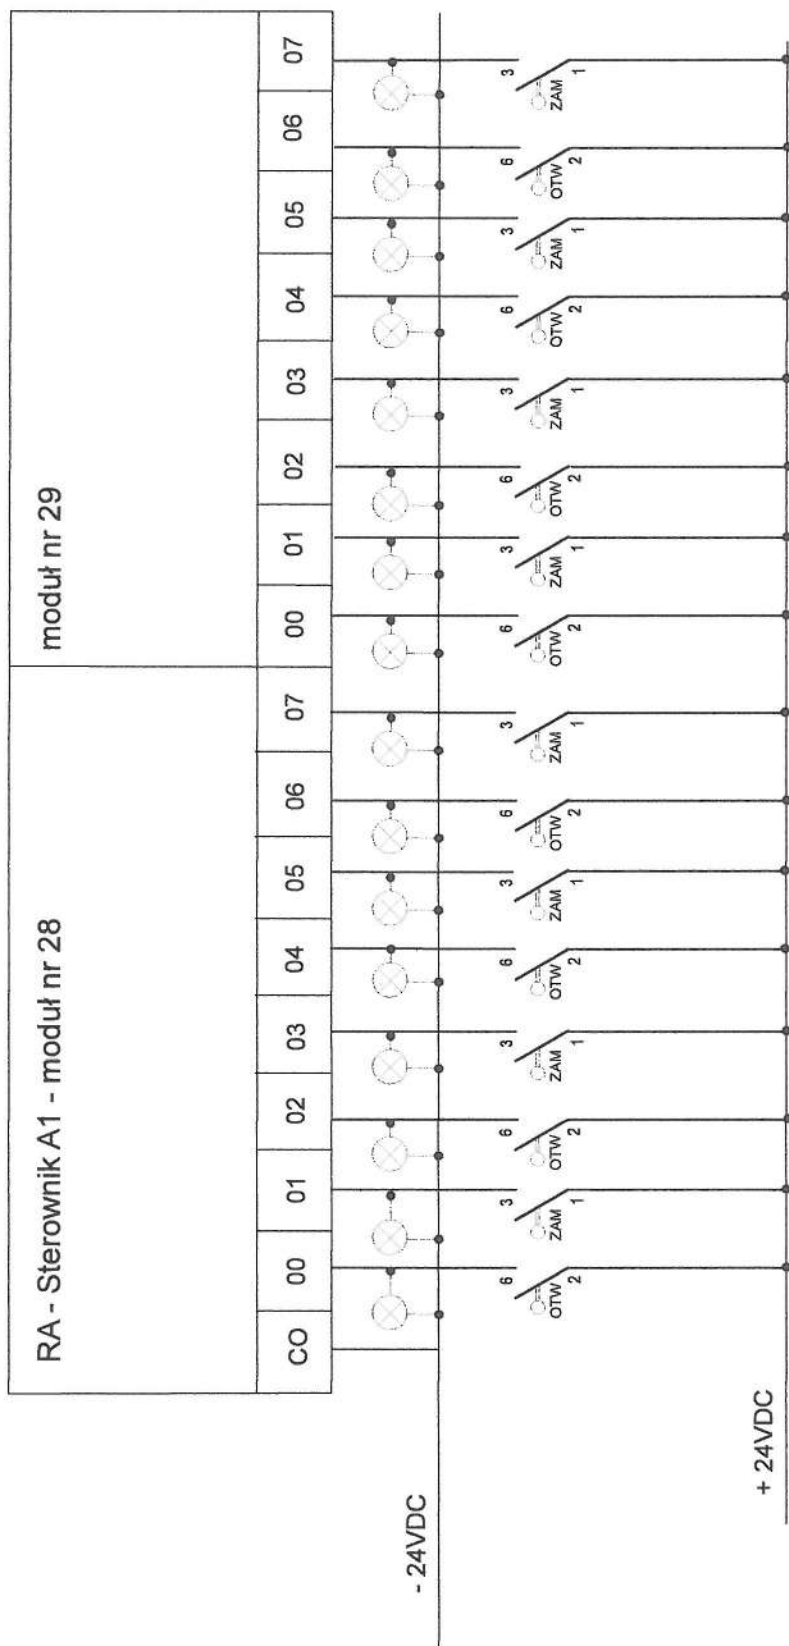 RA - Sterownik A1 - moduł nr 28
moduł nr 29
CO 00 01 02 03 04 05 06 07 00 01 02 03 04 05 06 07
- 24VDC
6 3 6 3 6 3 6 3 6 3 6 3 6 3 6 3
OTW ZAM OTW ZAM OTW ZAM OTW ZAM OTW ZAM OTW ZAM OTW ZAM OTW ZAM
2 1 2 1 2 1 2 1 2 1 2 1 2 1 2 1
+ 24VDC